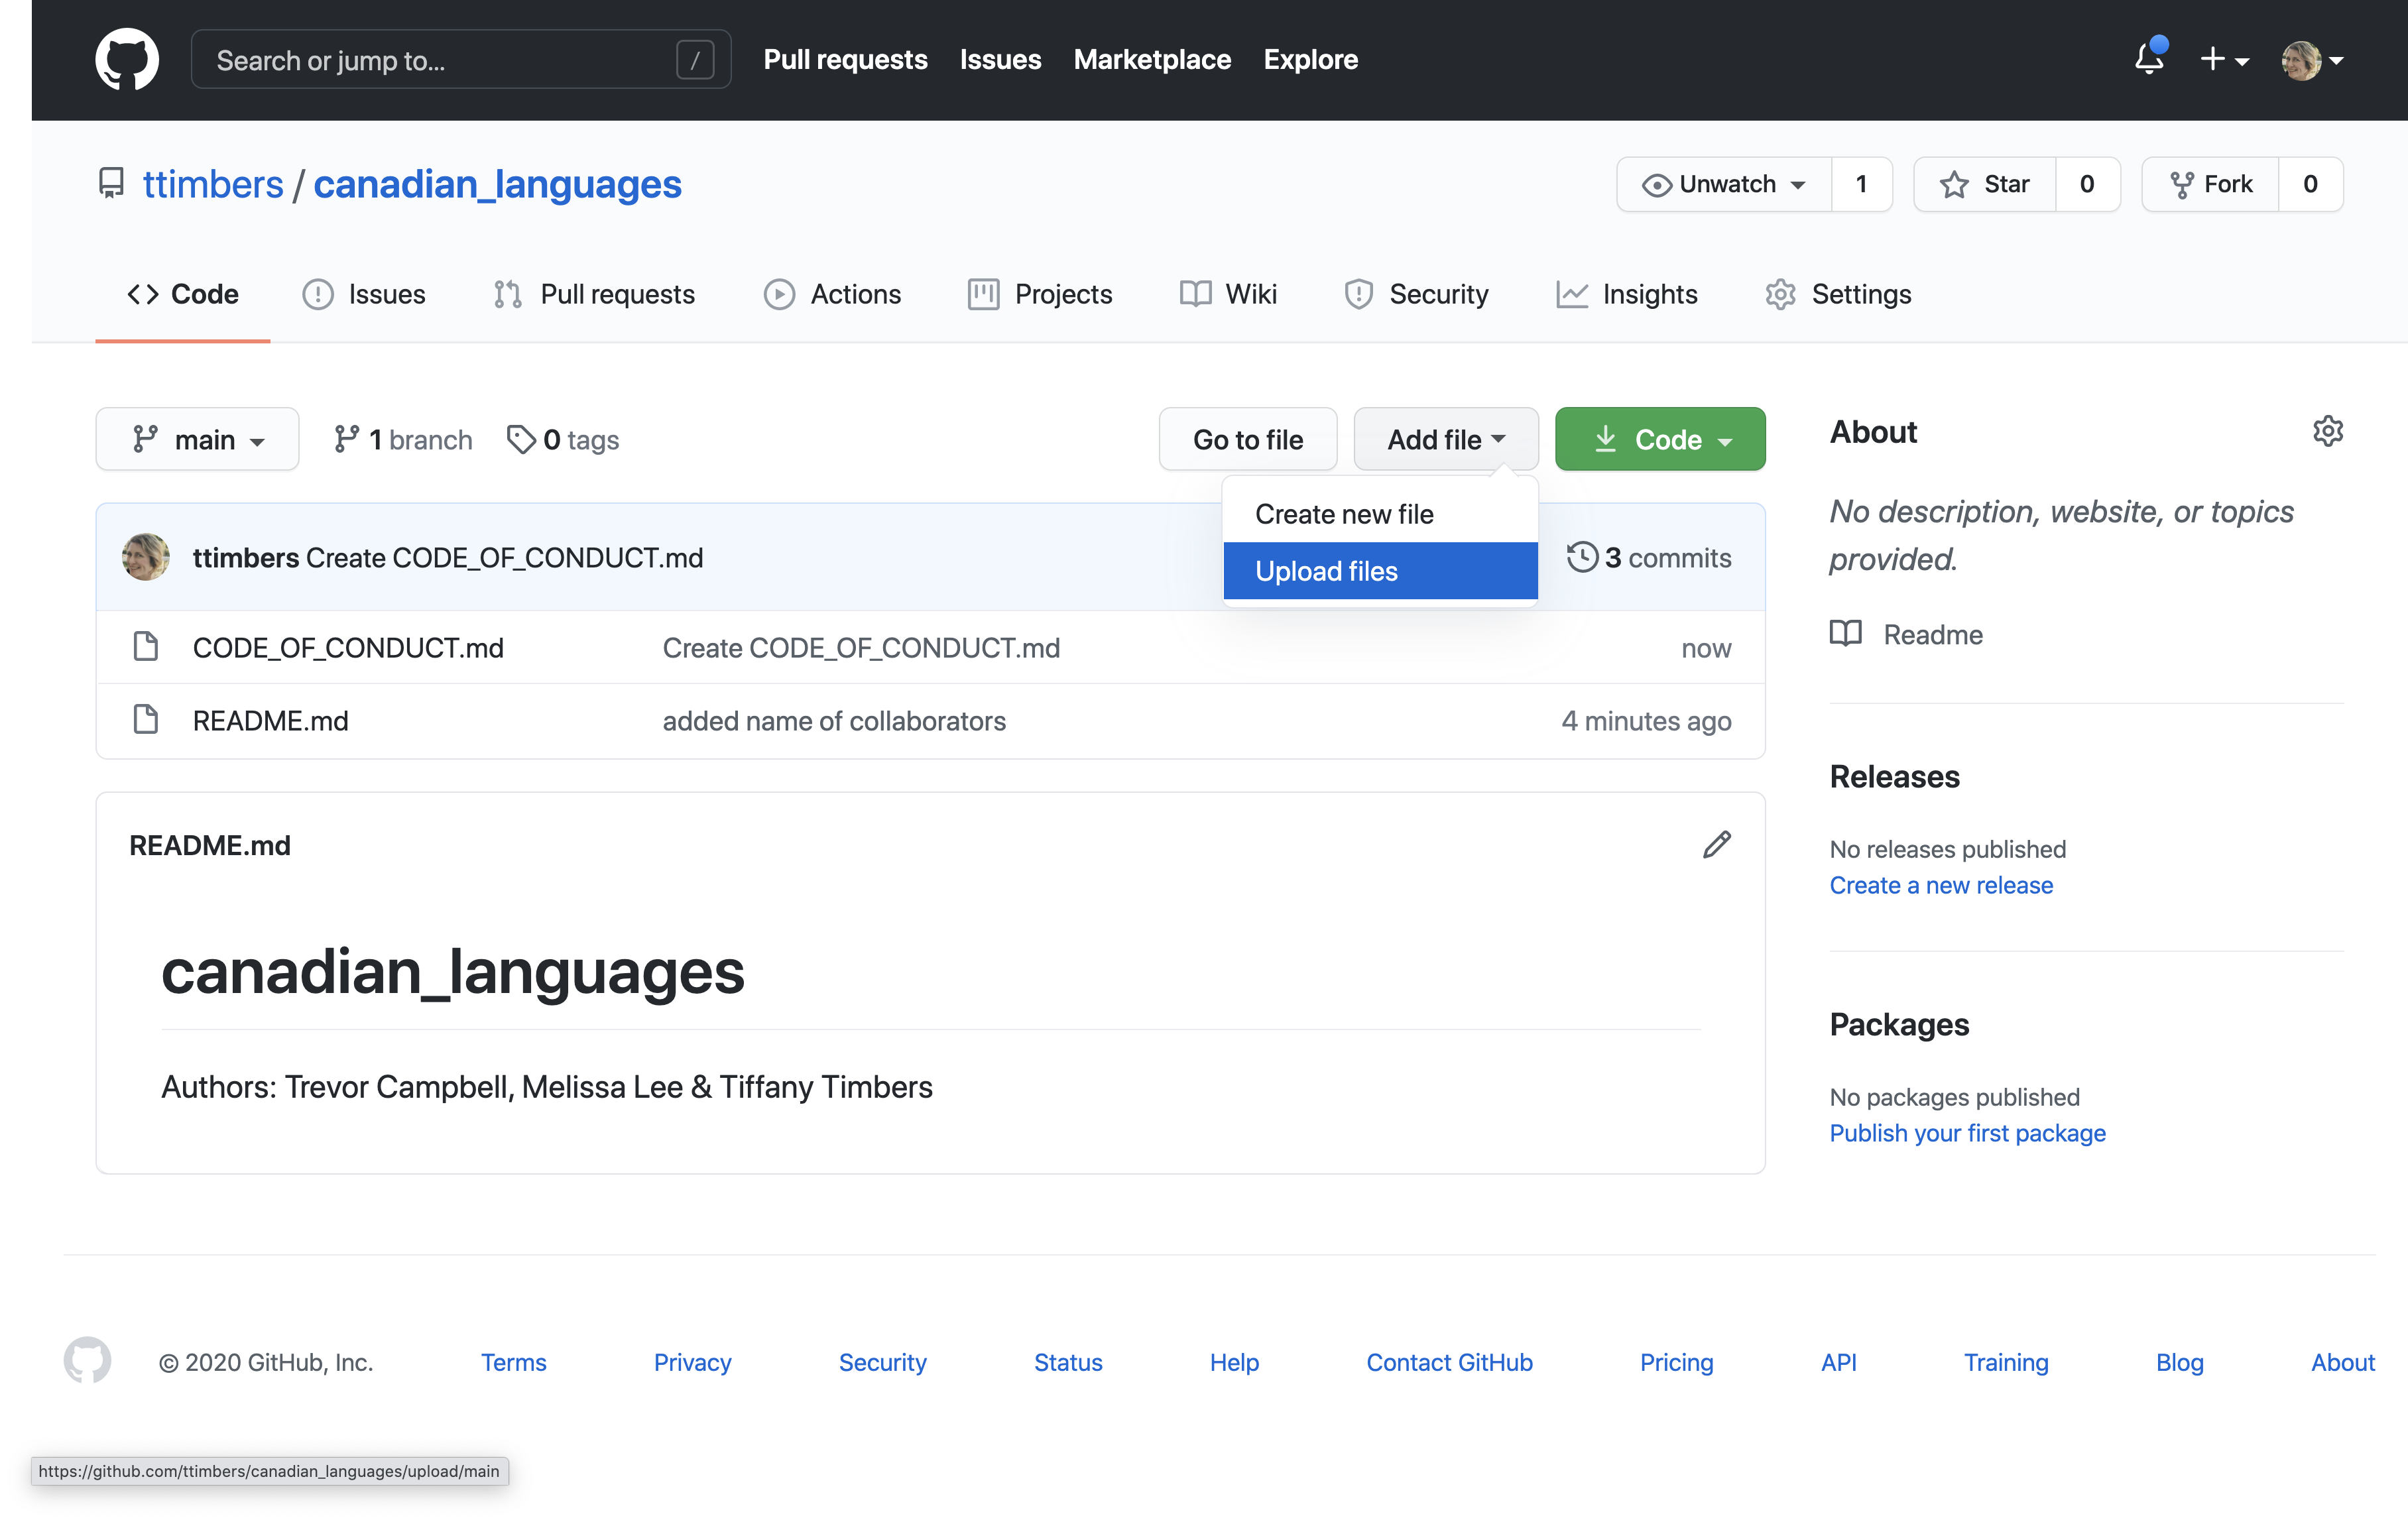 Search or jump to... /
Pull requests Issues Marketplace Explore
ttimbers / canadian_languages
Unwatch 1 Star 0 Fork 0
Code Issues Pull requests Actions Projects Wiki Security Insights Settings
main 1 branch 0 tags Go to file Add file Code
Create new file
Upload files
ttimbers Create CODE_OF_CONDUCT.md 3 commits
CODE_OF_CONDUCT.md Create CODE_OF_CONDUCT.md now
README.md added name of collaborators 4 minutes ago
README.md
canadian_languages
Authors: Trevor Campbell, Melissa Lee & Tiffany Timbers
About
No description, website, or topics
provided.
Readme
Releases
No releases published
Create a new release
Packages
No packages published
Publish your first package
© 2020 GitHub, Inc. Terms Privacy Security Status Help Contact GitHub Pricing API Training Blog About
https://github.com/ttimbers/canadian_languages/upload/main